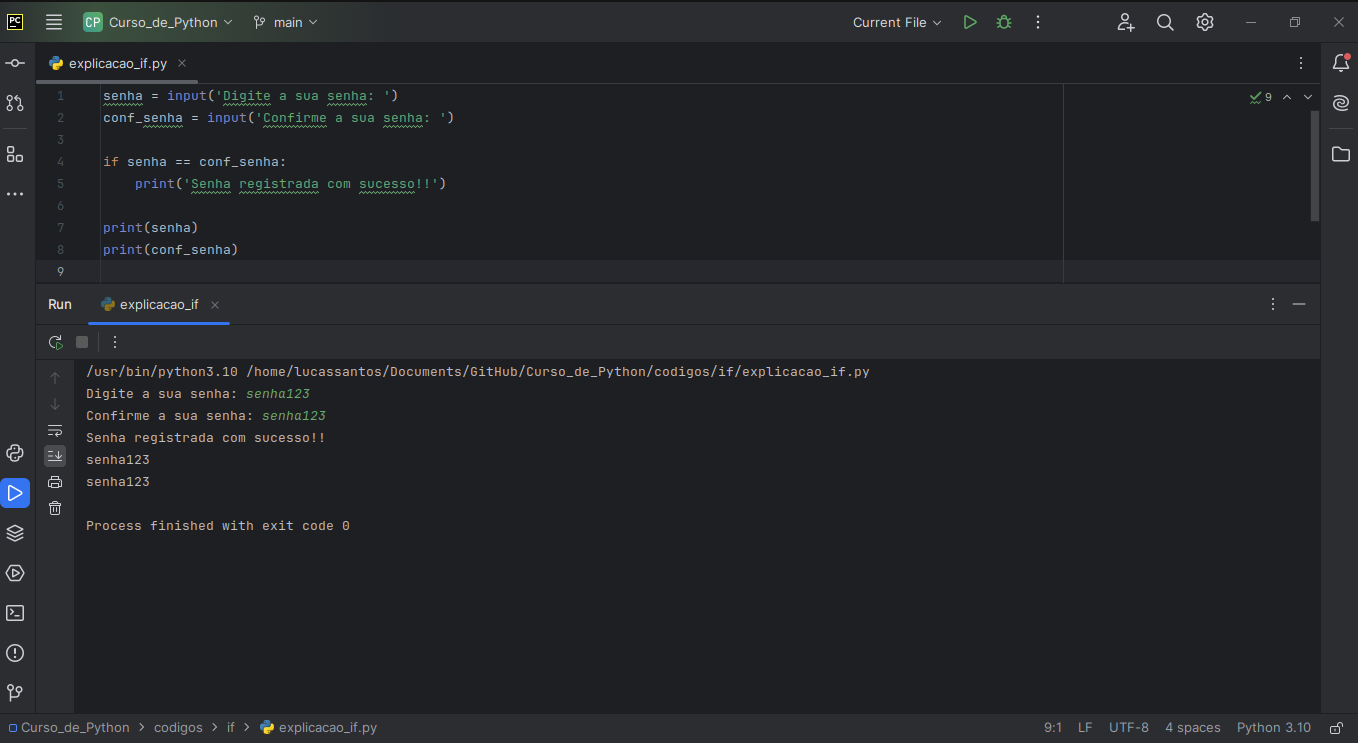 PC CP Curso_de_Python main Current File
explicacao_if.py
1 senha = input('Digite a sua senha: ')
9
2 conf_senha = input('Confirme a sua senha: ')
3
4 if senha == conf_senha:
5 print('Senha registrada com sucesso!!')
6
7 print(senha)
8 print(conf_senha)
9
Run explicacao_if
/usr/bin/python3.10 /home/lucassantos/Documents/GitHub/Curso_de_Python/codigos/if/explicacao_if.py
Digite a sua senha: senha123
Confirme a sua senha: senha123
Senha registrada com sucesso!!
senha123
senha123
Process finished with exit code 0
Curso_de_Python > codigos > if > explicacao_if.py 9:1 LF UTF-8 4 spaces Python 3.10